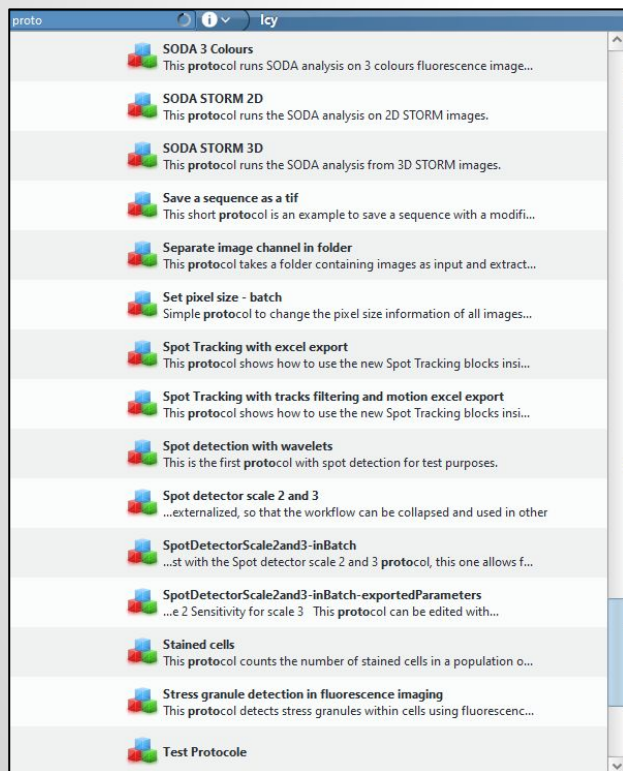 proto
Icy
SODA 3 Colours
This protocol runs SODA analysis on 3 colours fluorescence image...
SODA STORM 2D
This protocol runs the SODA analysis on 2D STORM images.
SODA STORM 3D
This protocol runs the SODA analysis from 3D STORM images.
Save a sequence as a tif
This short protocol is an example to save a sequence with a modifi...
Separate image channel in folder
This protocol takes a folder containing images as input and extract...
Set pixel size - batch
Simple protocol to change the pixel size information of all images...
Spot Tracking with excel export
This protocol shows how to use the new Spot Tracking blocks insi...
Spot Tracking with tracks filtering and motion excel export
This protocol shows how to use the new Spot Tracking blocks insi...
Spot detection with wavelets
This is the first protocol with spot detection for test purposes.
Spot detector scale 2 and 3
...externalized, so that the workflow can be collapsed and used in other
SpotDetectorScale2and3-inBatch
...st with the Spot detector scale 2 and 3 protocol, this one allows f...
SpotDetectorScale2and3-inBatch-exportedParameters
...e 2 Sensitivity for scale 3 This protocol can be edited with...
Stained cells
This protocol counts the number of stained cells in a population o...
Stress granule detection in fluorescence imaging
This protocol detects stress granules within cells using fluorescenc...
Test Protocole